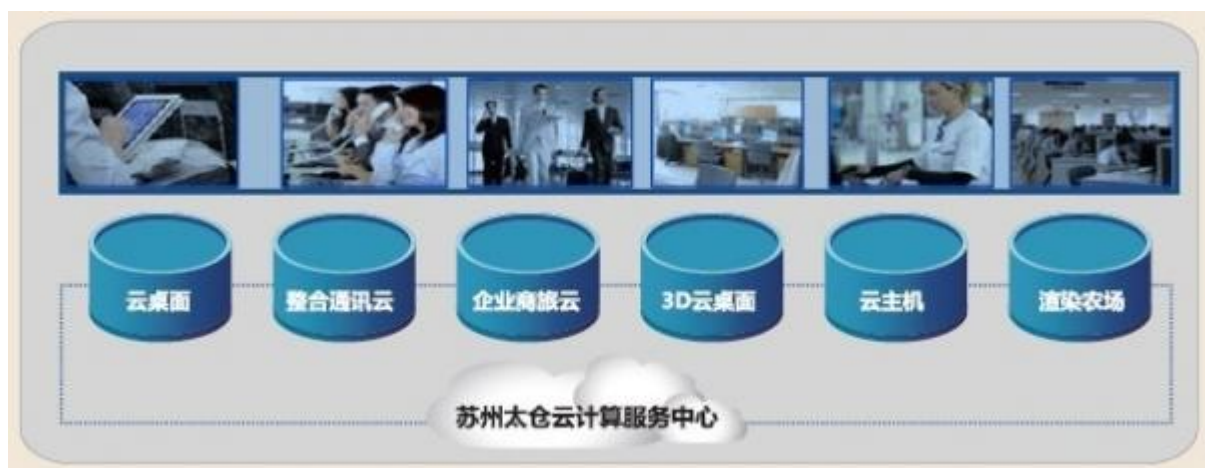 云桌面
整合通讯云
企业商旅云
3D云桌面
云主机
渲染农场
苏州太仓云计算服务中心